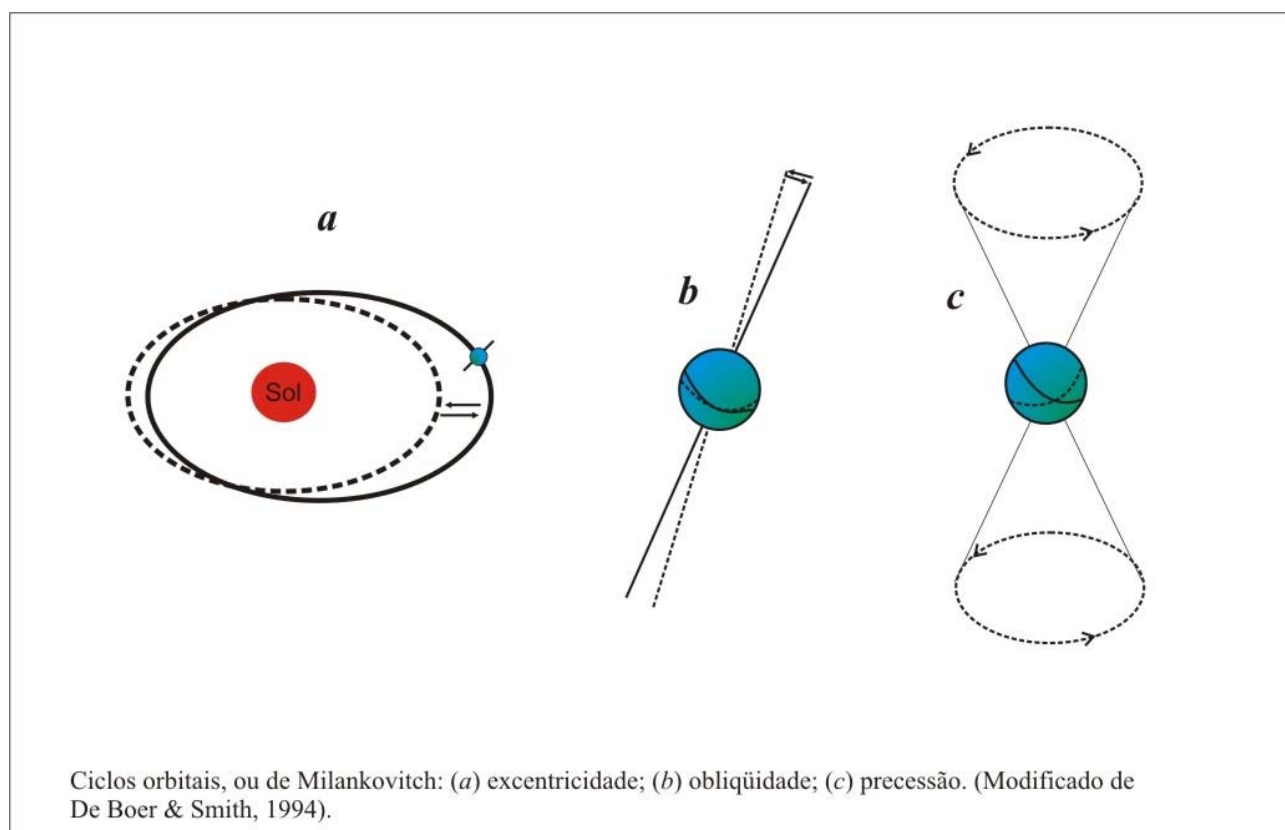 a
b
c
Sol
Ciclos orbitais, ou de Milankovitch: (a) excentricidade; (b) obliqüidade; (c) precessão. (Modificado de
De Boer & Smith, 1994).